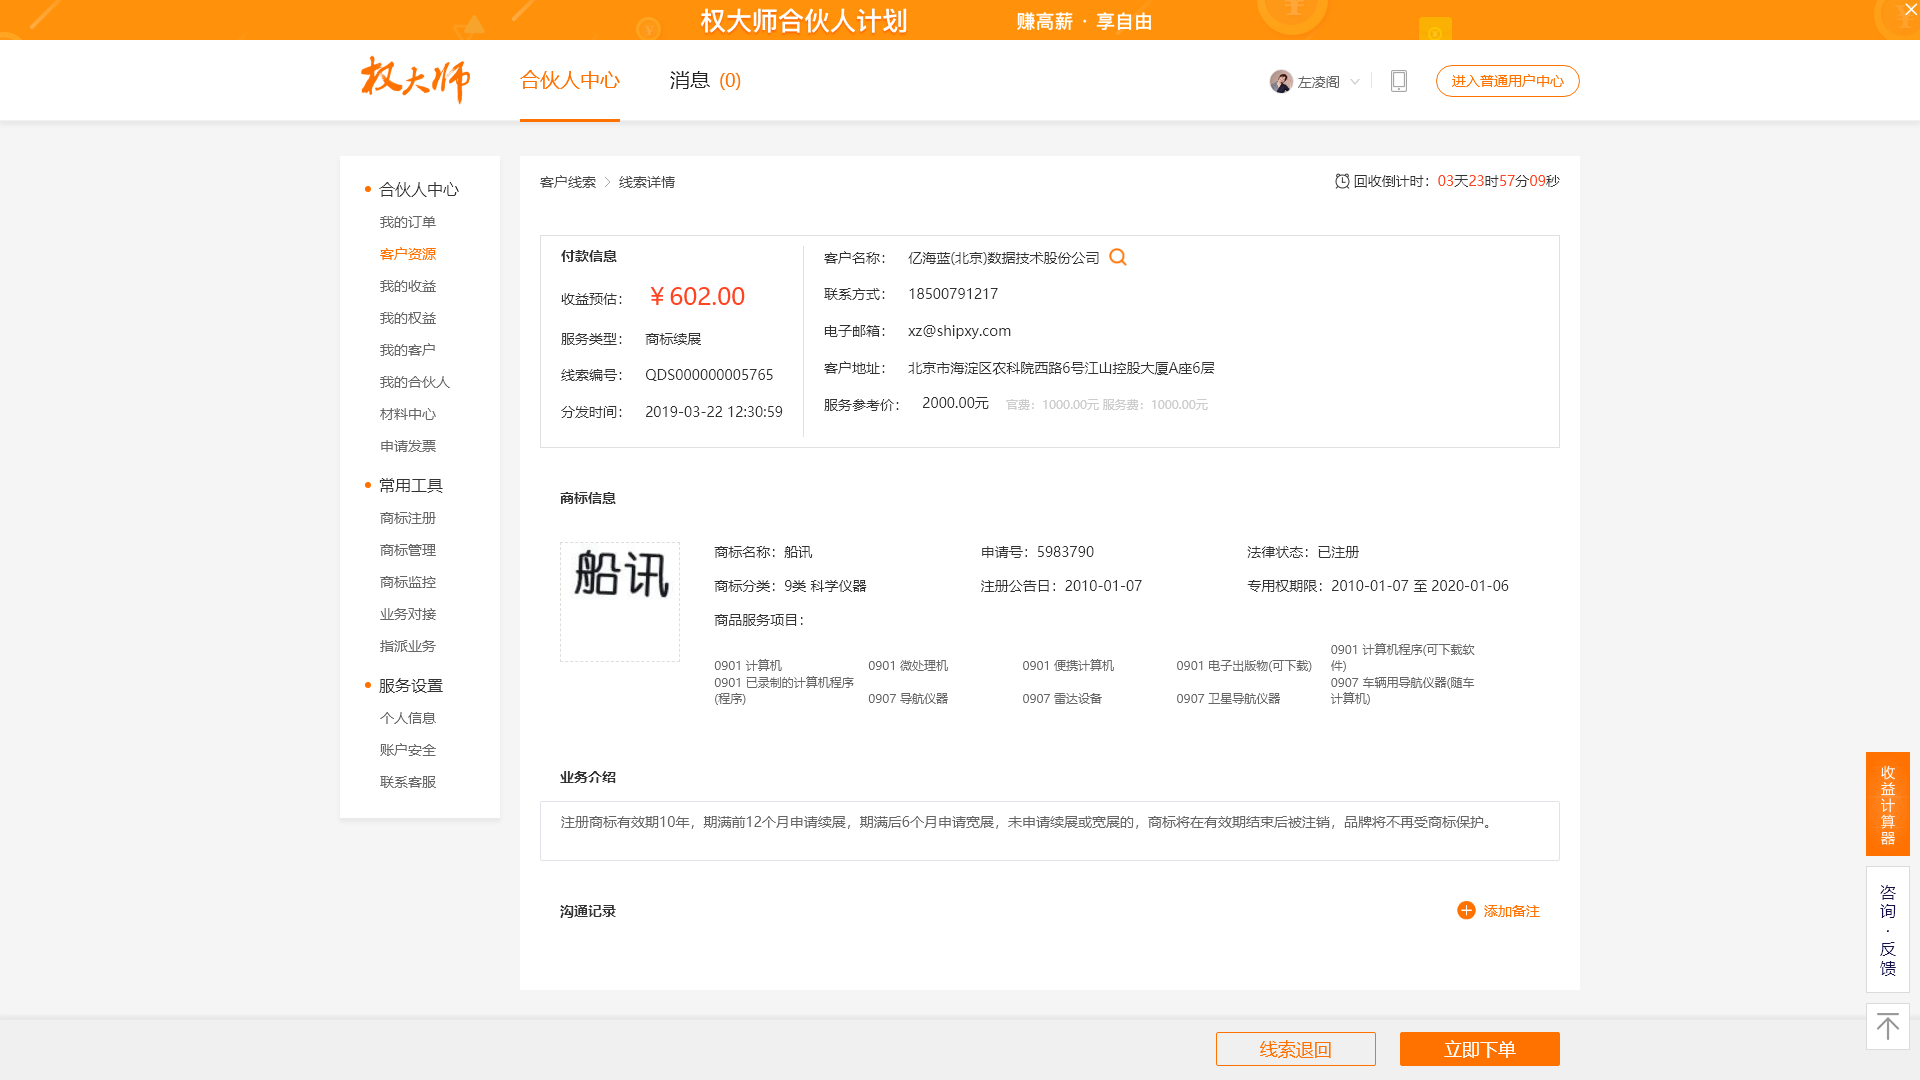 权大师合伙人计划 赚高薪 · 享自由
权大师 合伙人中心 消息 (0) 左凌阁 进入普通用户中心
合伙人中心
我的订单
客户资源
我的收益
我的权益
我的客户
我的合伙人
材料中心
申请发票
常用工具
商标注册
商标管理
商标监控
业务对接
指派业务
服务设置
个人信息
账户安全
联系客服
客户线索 > 线索详情 回收倒计时：03天23时57分09秒
付款信息
收益预估： ￥602.00
服务类型： 商标续展
线索编号： QDS000000005765
分发时间： 2019-03-22 12:30:59
客户名称： 亿海蓝(北京)数据技术股份公司
联系方式： 18500791217
电子邮箱： xz@shipxy.com
客户地址： 北京市海淀区农科院西路6号江山控股大厦A座6层
服务参考价： 2000.00元 官费：1000.00元 服务费：1000.00元
商标信息
船讯
商标名称：船讯 申请号：5983790 法律状态：已注册
商标分类：9类 科学仪器 注册公告日：2010-01-07 专用权期限：2010-01-07 至 2020-01-06
商品服务项目：
0901 计算机 0901 微处理机 0901 便携计算机 0901 电子出版物(可下载) 0901 计算机程序(可下载软件)
0901 已录制的计算机程序(程序) 0907 导航仪器 0907 雷达设备 0907 卫星导航仪器 0907 车辆用导航仪器(随车计算机)
业务介绍
注册商标有效期10年，期满前12个月申请续展，期满后6个月申请宽展，未申请续展或宽展的，商标将在有效期结束后被注销，品牌将不再受商标保护。
沟通记录 添加备注
线索退回 立即下单
收益计算器
咨询·反馈